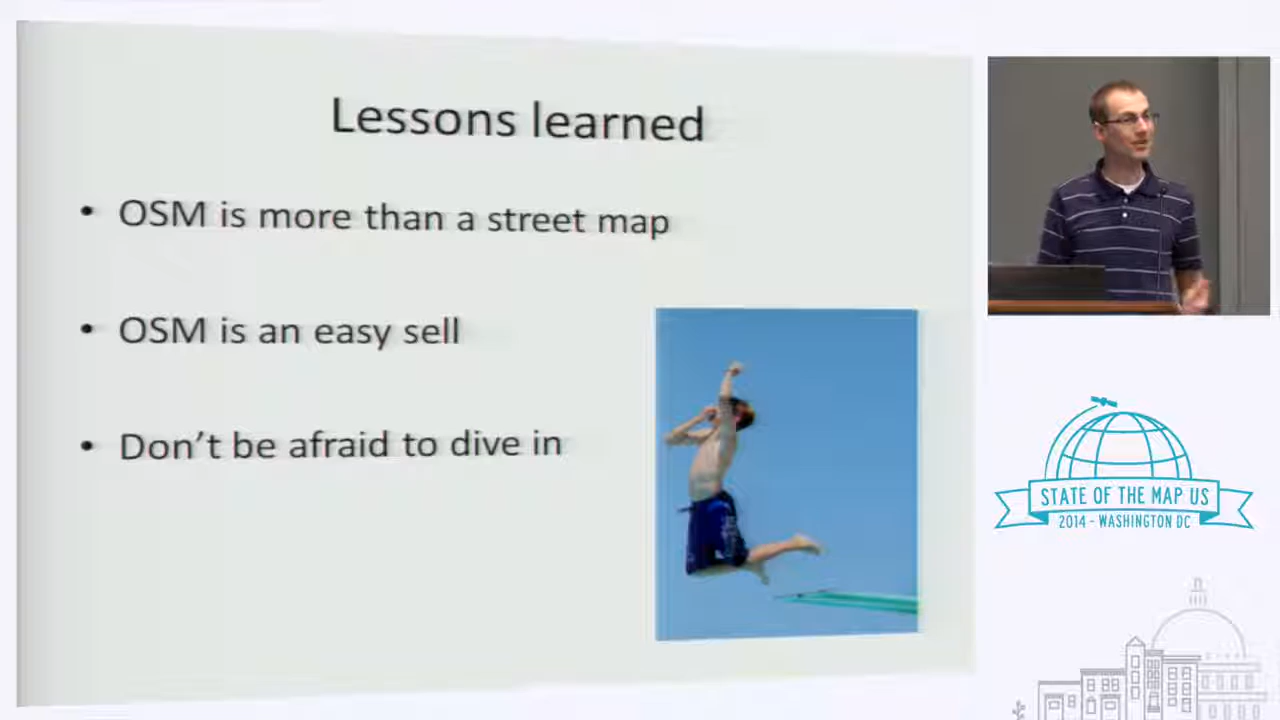 Lessons learned
• OSM is more than a street map
• OSM is an easy sell
• Don't be afraid to dive in
STATE OF THE MAP US
2014 - WASHINGTON DC